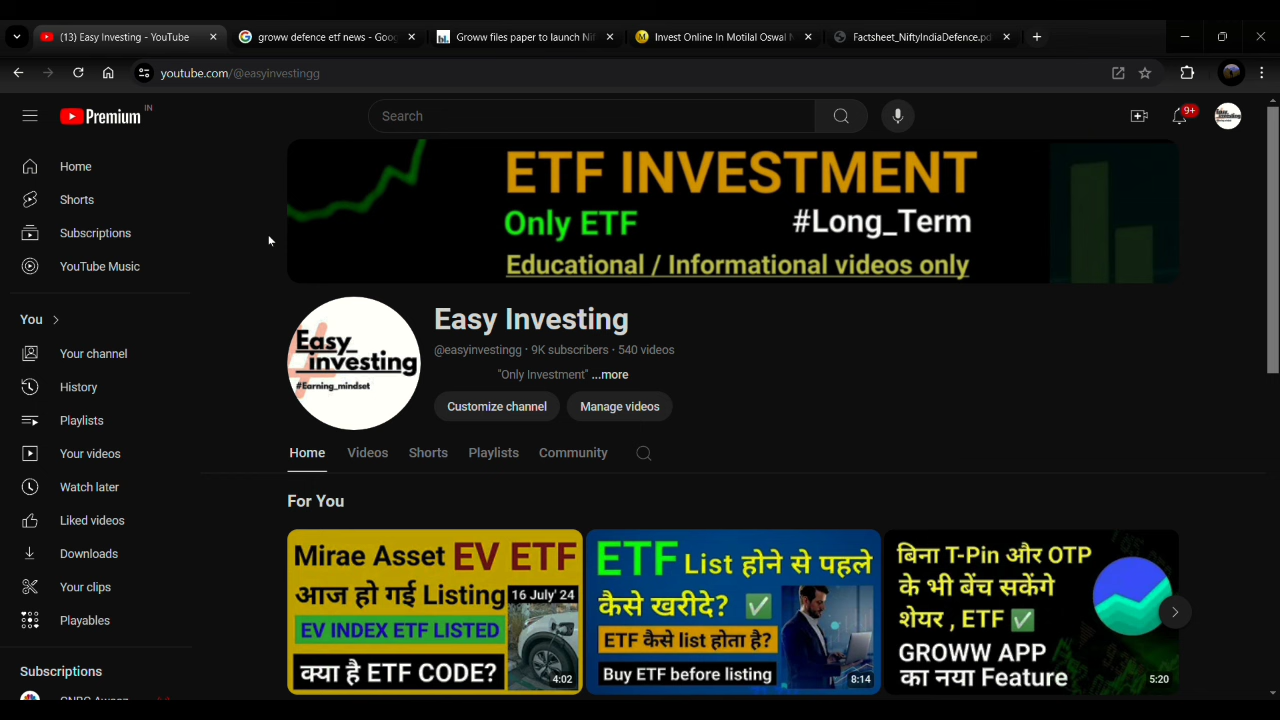 (13) Easy Investing - YouTube
groww defence etf news - Goo
Groww files paper to launch Nif
Invest Online In Motilal Oswal N
Factsheet_NiftyIndiaDefence.pd
youtube.com/@easyinvestingg
Premium IN
Search
9+
Home
Shorts
Subscriptions
YouTube Music
You
Your channel
History
Playlists
Your videos
Watch later
Liked videos
Downloads
Your clips
Playables
Subscriptions
ETF INVESTMENT
Only ETF #Long_Term
Educational / Informational videos only
Easy_
investing
#Earning_mindset
Easy Investing
@easyinvestingg · 9K subscribers · 540 videos
"Only Investment" ...more
Customize channel Manage videos
Home Videos Shorts Playlists Community
For You
Mirae Asset EV ETF
आज हो गई Listing 16 July' 24
EV INDEX ETF LISTED
क्या है ETF CODE?
4:02
ETF List होने से पहले
कैसे खरीदे?
ETF कैसे list होता है?
Buy ETF before listing
8:14
बिना T-Pin और OTP
के भी बेंच सकेंगे
शेयर , ETF
GROWW APP
का नया Feature
5:20